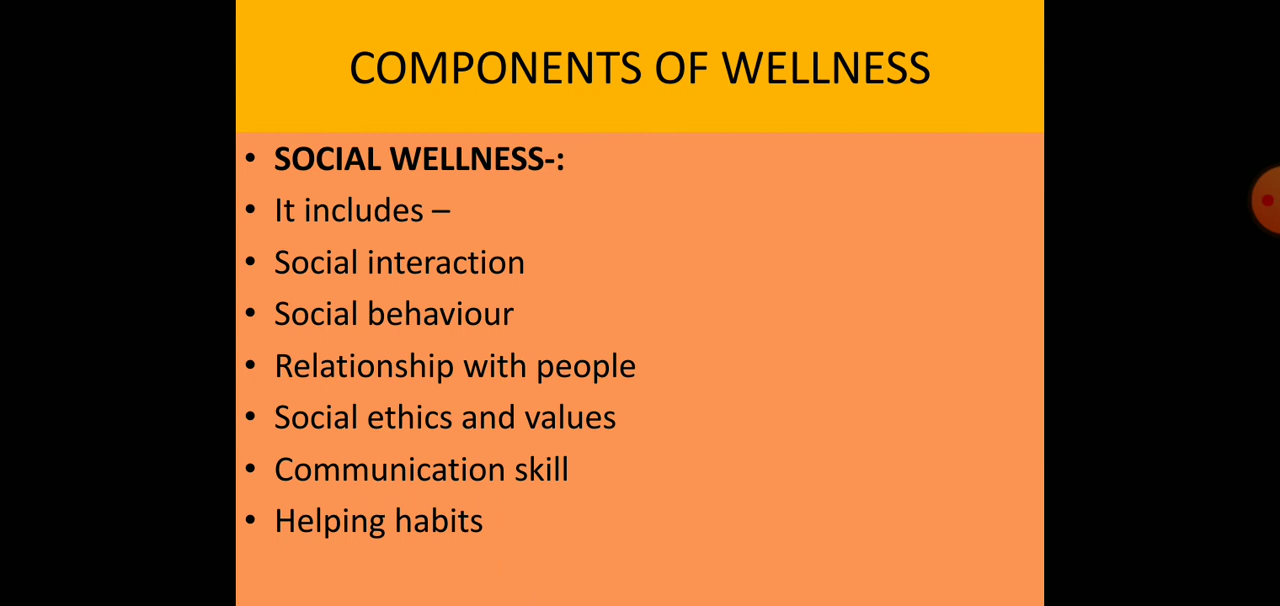 COMPONENTS OF WELLNESS
• SOCIAL WELLNESS-:
• It includes –
• Social interaction
• Social behaviour
• Relationship with people
• Social ethics and values
• Communication skill
• Helping habits